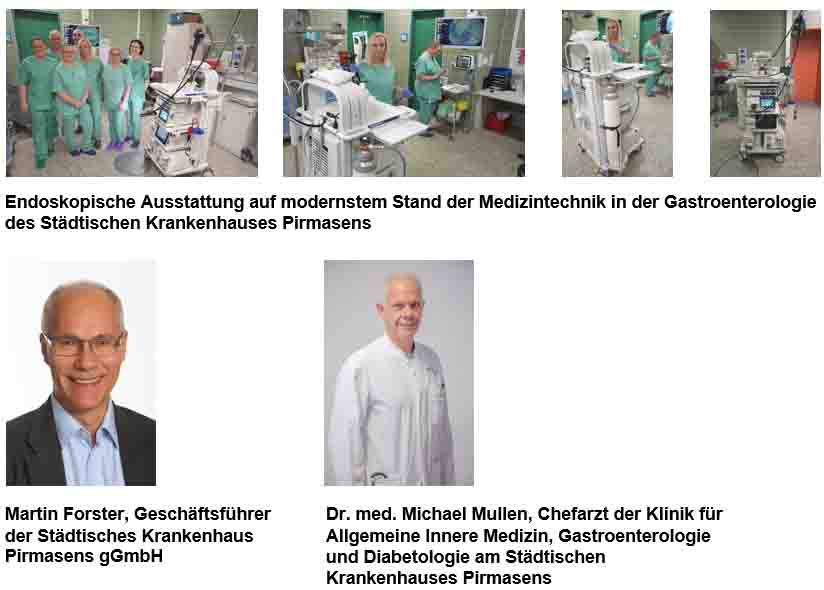 Endoskopische Ausstattung auf modernstem Stand der Medizintechnik in der Gastroenterologie
des Städtischen Krankenhauses Pirmasens
Martin Forster, Geschäftsführer
der Städtisches Krankenhaus
Pirmasens gGmbH
Dr. med. Michael Mullen, Chefarzt der Klinik für
Allgemeine Innere Medizin, Gastroenterologie
und Diabetologie am Städtischen
Krankenhauses Pirmasens